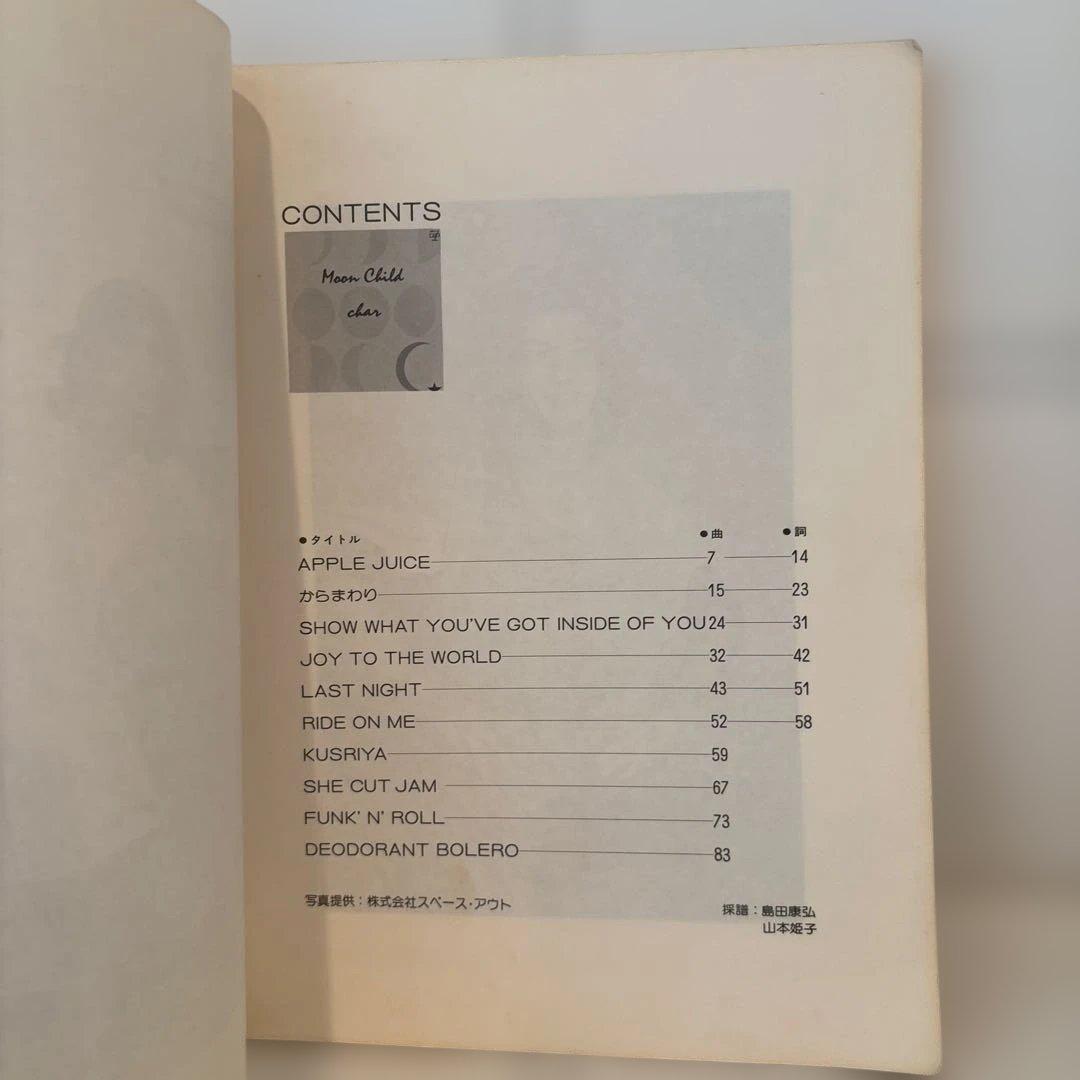 CONTENTS
Moon Child
char
●タイトル ●曲 ●詞
APPLE JUICE 7 14
からまわり 15 23
SHOW WHAT YOU'VE GOT INSIDE OF YOU 24 31
JOY TO THE WORLD 32 42
LAST NIGHT 43 51
RIDE ON ME 52 58
KUSRIYA 59
SHE CUT JAM 67
FUNK' N' ROLL 73
DEODORANT BOLERO 83
写真提供：株式会社スペース・アウト
採譜：島田康弘
山本姫子